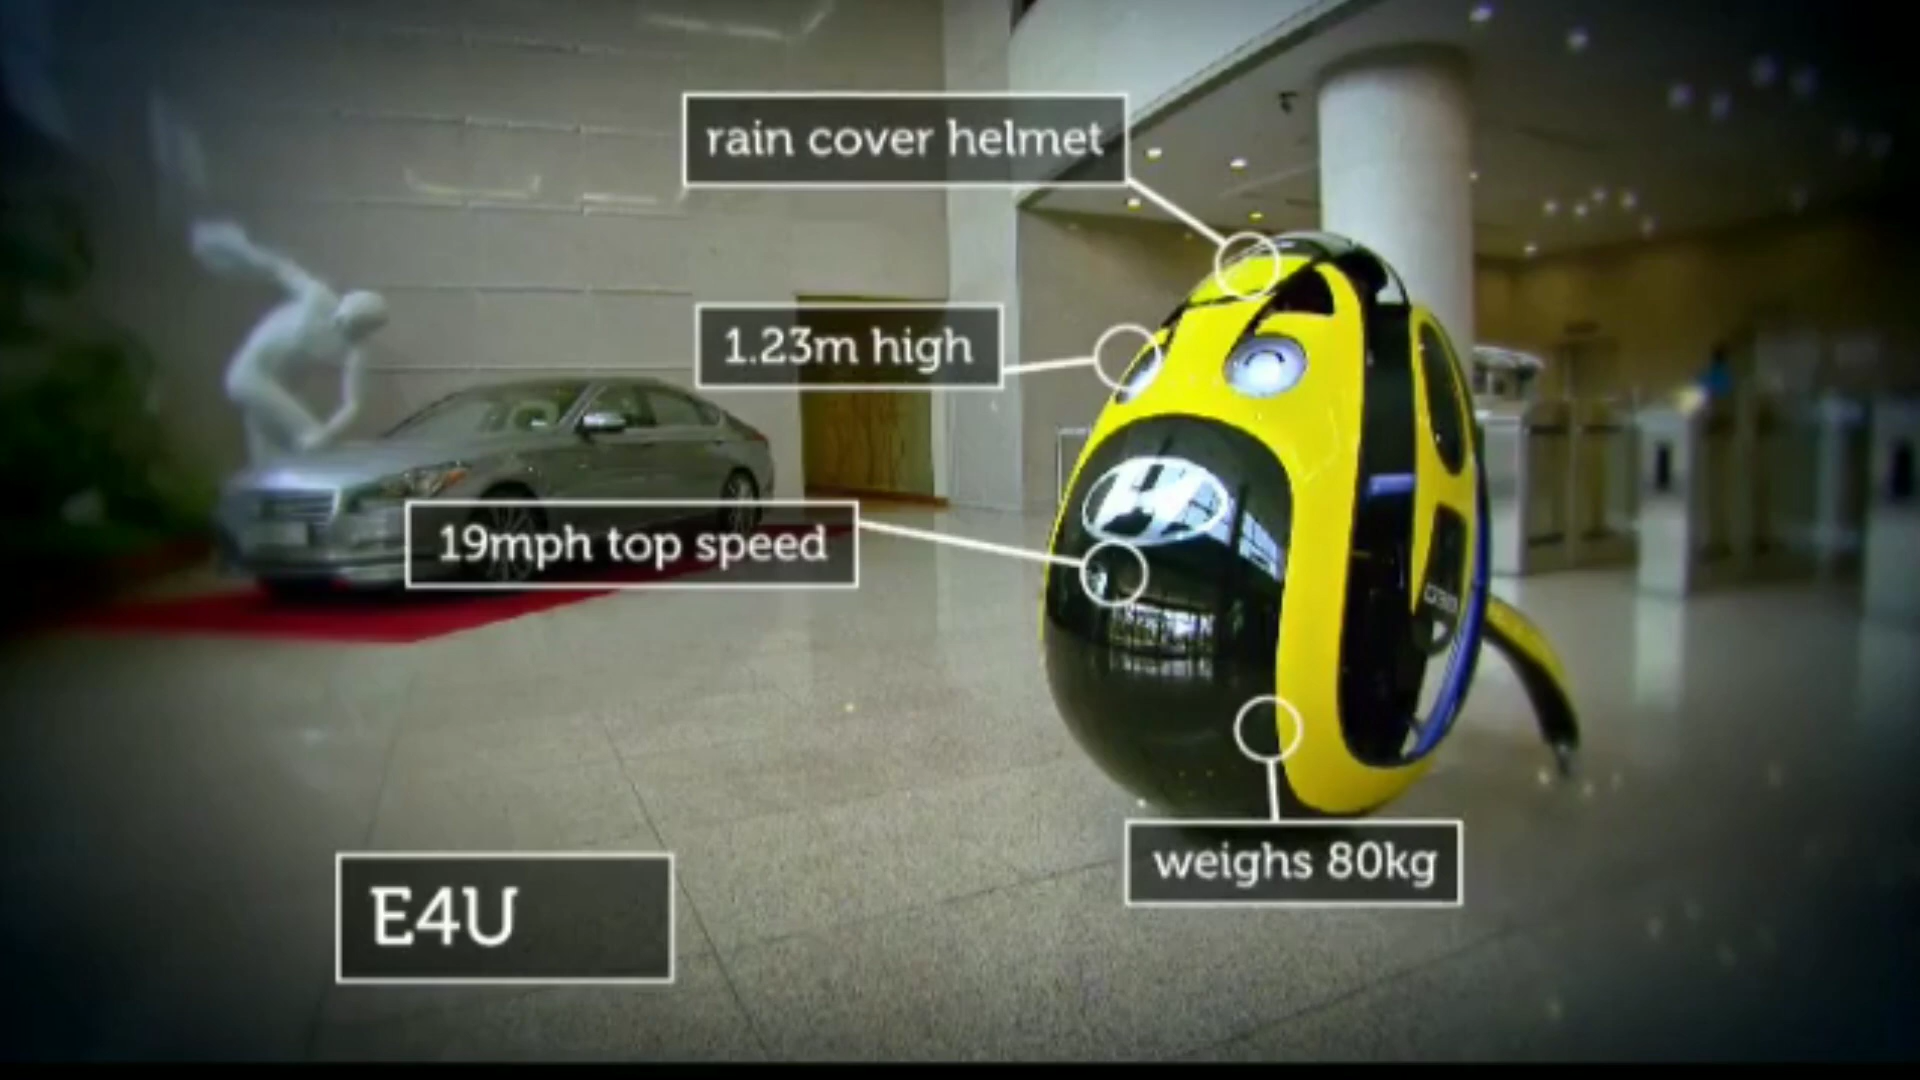 rain cover helmet
1.23m high
19mph top speed
weighs 80kg
E4U